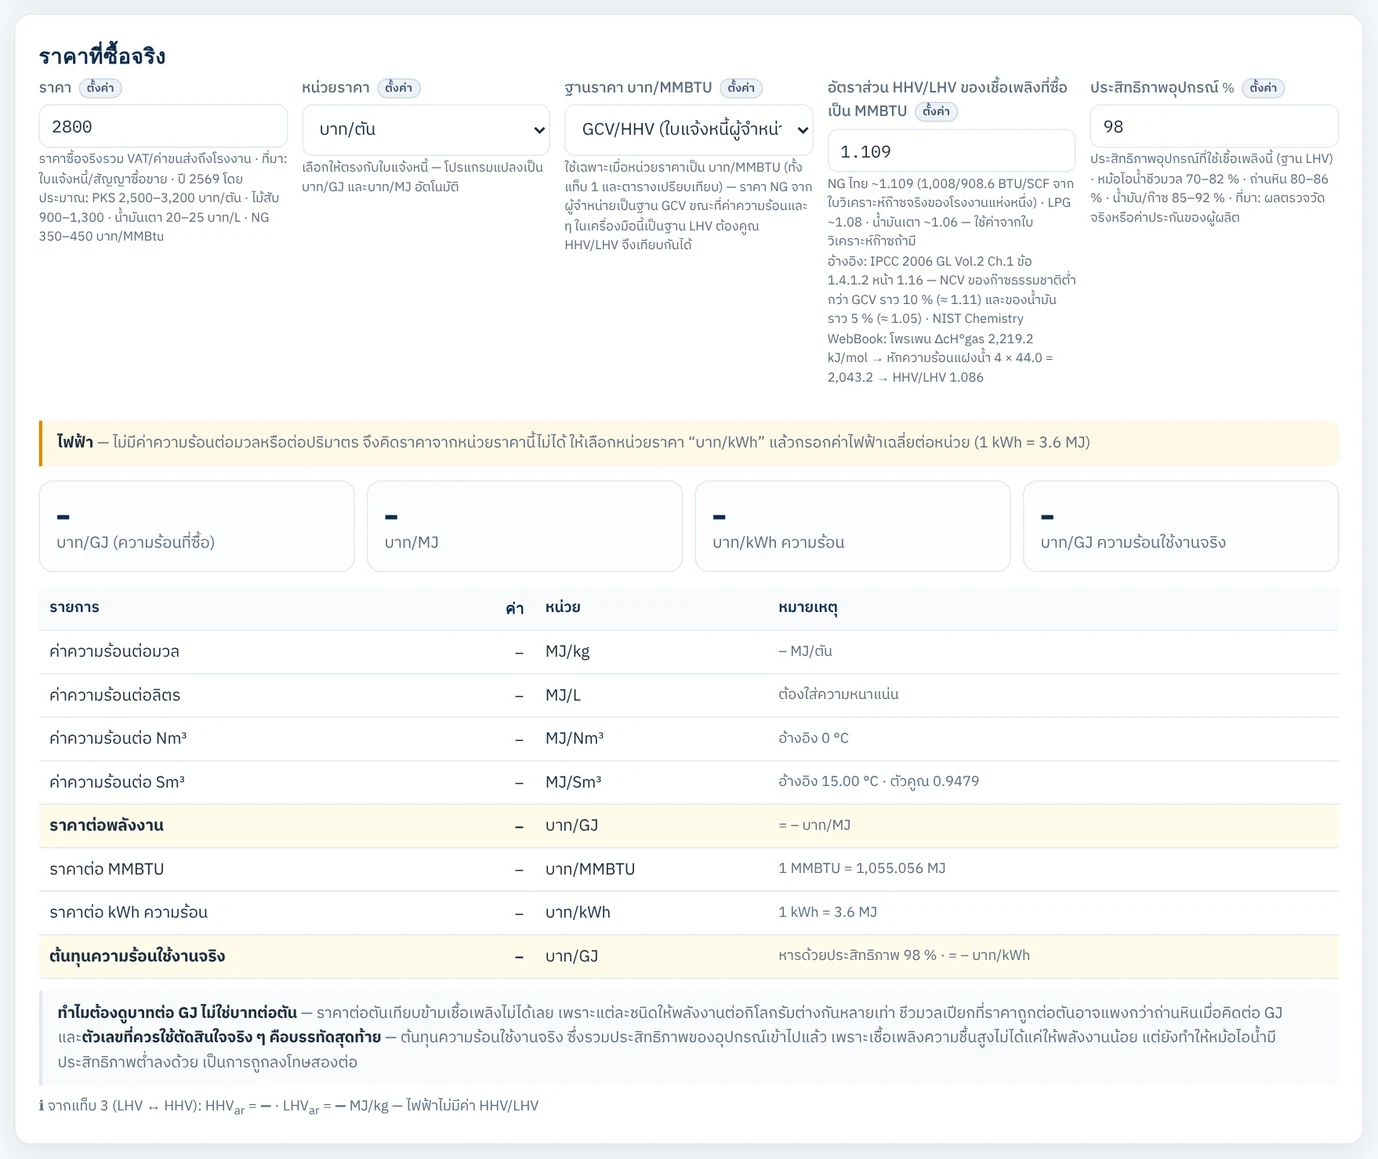 ราคาที่ซื้อจริง
ราคา ตั้งค่า
2800
ราคาซื้อจริงรวม VAT/ค่าขนส่งถึงโรงงาน · ที่มา:
ใบแจ้งหนี้/สัญญาซื้อขาย · ปี 2569 โดย
ประมาณ: PKS 2,500–3,200 บาท/ตัน · ไม้สับ
900–1,300 · น้ำมันเตา 20–25 บาท/L · NG
350–450 บาท/MMBtu
หน่วยราคา ตั้งค่า
บาท/ตัน
เลือกให้ตรงกับใบแจ้งหนี้ — โปรแกรมแปลงเป็น
บาท/GJ และบาท/MJ อัตโนมัติ
ฐานราคา บาท/MMBTU ตั้งค่า
GCV/HHV (ใบแจ้งหนี้ผู้จำหน่
ใช้เฉพาะเมื่อหน่วยราคาเป็น บาท/MMBTU (ทั้ง
แท็บ 1 และตารางเปรียบเทียบ) — ราคา NG จาก
ผู้จำหน่ายเป็นฐาน GCV ขณะที่ค่าความร้อนและ
η ในเครื่องมือนี้เป็นฐาน LHV ต้องคูณ
HHV/LHV จึงเทียบกันได้
อัตราส่วน HHV/LHV ของเชื้อเพลิงที่ซื้อ
เป็น MMBTU ตั้งค่า
1.109
NG ไทย ~1.109 (1,008/908.6 BTU/SCF จาก
ใบวิเคราะห์ก๊าซจริงของโรงงานแห่งหนึ่ง) · LPG
~1.08 · น้ำมันเตา ~1.06 — ใช้ค่าจากใบ
วิเคราะห์ก๊าซถ้ามี
อ้างอิง: IPCC 2006 GL Vol.2 Ch.1 ข้อ
1.4.1.2 หน้า 1.16 — NCV ของก๊าซธรรมชาติต่ำ
กว่า GCV ราว 10 % (≈ 1.11) และของน้ำมัน
ราว 5 % (≈ 1.05) · NIST Chemistry
WebBook: โพรเพน ΔcH°gas 2,219.2
kJ/mol → หักความร้อนแฝงน้ำ 4 × 44.0 =
2,043.2 → HHV/LHV 1.086
ประสิทธิภาพอุปกรณ์ % ตั้งค่า
98
ประสิทธิภาพอุปกรณ์ที่ใช้เชื้อเพลิงนี้ (ฐาน LHV)
· หม้อไอน้ำชีวมวล 70–82 % · ถ่านหิน 80–86
% · น้ำมัน/ก๊าซ 85–92 % · ที่มา: ผลตรวจวัด
จริงหรือค่าประกันของผู้ผลิต
ไฟฟ้า — ไม่มีค่าความร้อนต่อมวลหรือต่อปริมาตร จึงคิดราคาจากหน่วยราคานี้ไม่ได้ ให้เลือกหน่วยราคา “บาท/kWh” แล้วกรอกค่าไฟฟ้าเฉลี่ยต่อหน่วย (1 kWh = 3.6 MJ)
–
บาท/GJ (ความร้อนที่ซื้อ)
–
บาท/MJ
–
บาท/kWh ความร้อน
–
บาท/GJ ความร้อนใช้งานจริง
รายการ ค่า หน่วย หมายเหตุ
ค่าความร้อนต่อมวล – MJ/kg – MJ/ตัน
ค่าความร้อนต่อลิตร – MJ/L ต้องใส่ความหนาแน่น
ค่าความร้อนต่อ Nm³ – MJ/Nm³ อ้างอิง 0 °C
ค่าความร้อนต่อ Sm³ – MJ/Sm³ อ้างอิง 15.00 °C · ตัวคูณ 0.9479
ราคาต่อพลังงาน – บาท/GJ = – บาท/MJ
ราคาต่อ MMBTU – บาท/MMBTU 1 MMBTU = 1,055.056 MJ
ราคาต่อ kWh ความร้อน – บาท/kWh 1 kWh = 3.6 MJ
ต้นทุนความร้อนใช้งานจริง – บาท/GJ หารด้วยประสิทธิภาพ 98 % · = – บาท/kWh
ทำไมต้องดูบาทต่อ GJ ไม่ใช่บาทต่อตัน — ราคาต่อตันเทียบข้ามเชื้อเพลิงไม่ได้เลย เพราะแต่ละชนิดให้พลังงานต่อกิโลกรัมต่างกันหลายเท่า ชีวมวลเปียกที่ราคาถูกต่อตันอาจแพงกว่าถ่านหินเมื่อคิดต่อ GJ
และตัวเลขที่ควรใช้ตัดสินใจจริง ๆ คือบรรทัดสุดท้าย — ต้นทุนความร้อนใช้งานจริง ซึ่งรวมประสิทธิภาพของอุปกรณ์เข้าไปแล้ว เพราะเชื้อเพลิงความชื้นสูงไม่ได้แค่ให้พลังงานน้อย แต่ยังทำให้หม้อไอน้ำมี
ประสิทธิภาพต่ำลงด้วย เป็นการถูกลงโทษสองต่อ
ℹ จากแท็บ 3 (LHV ↔ HHV): HHVar = — · LHVar = — MJ/kg — ไฟฟ้าไม่มีค่า HHV/LHV